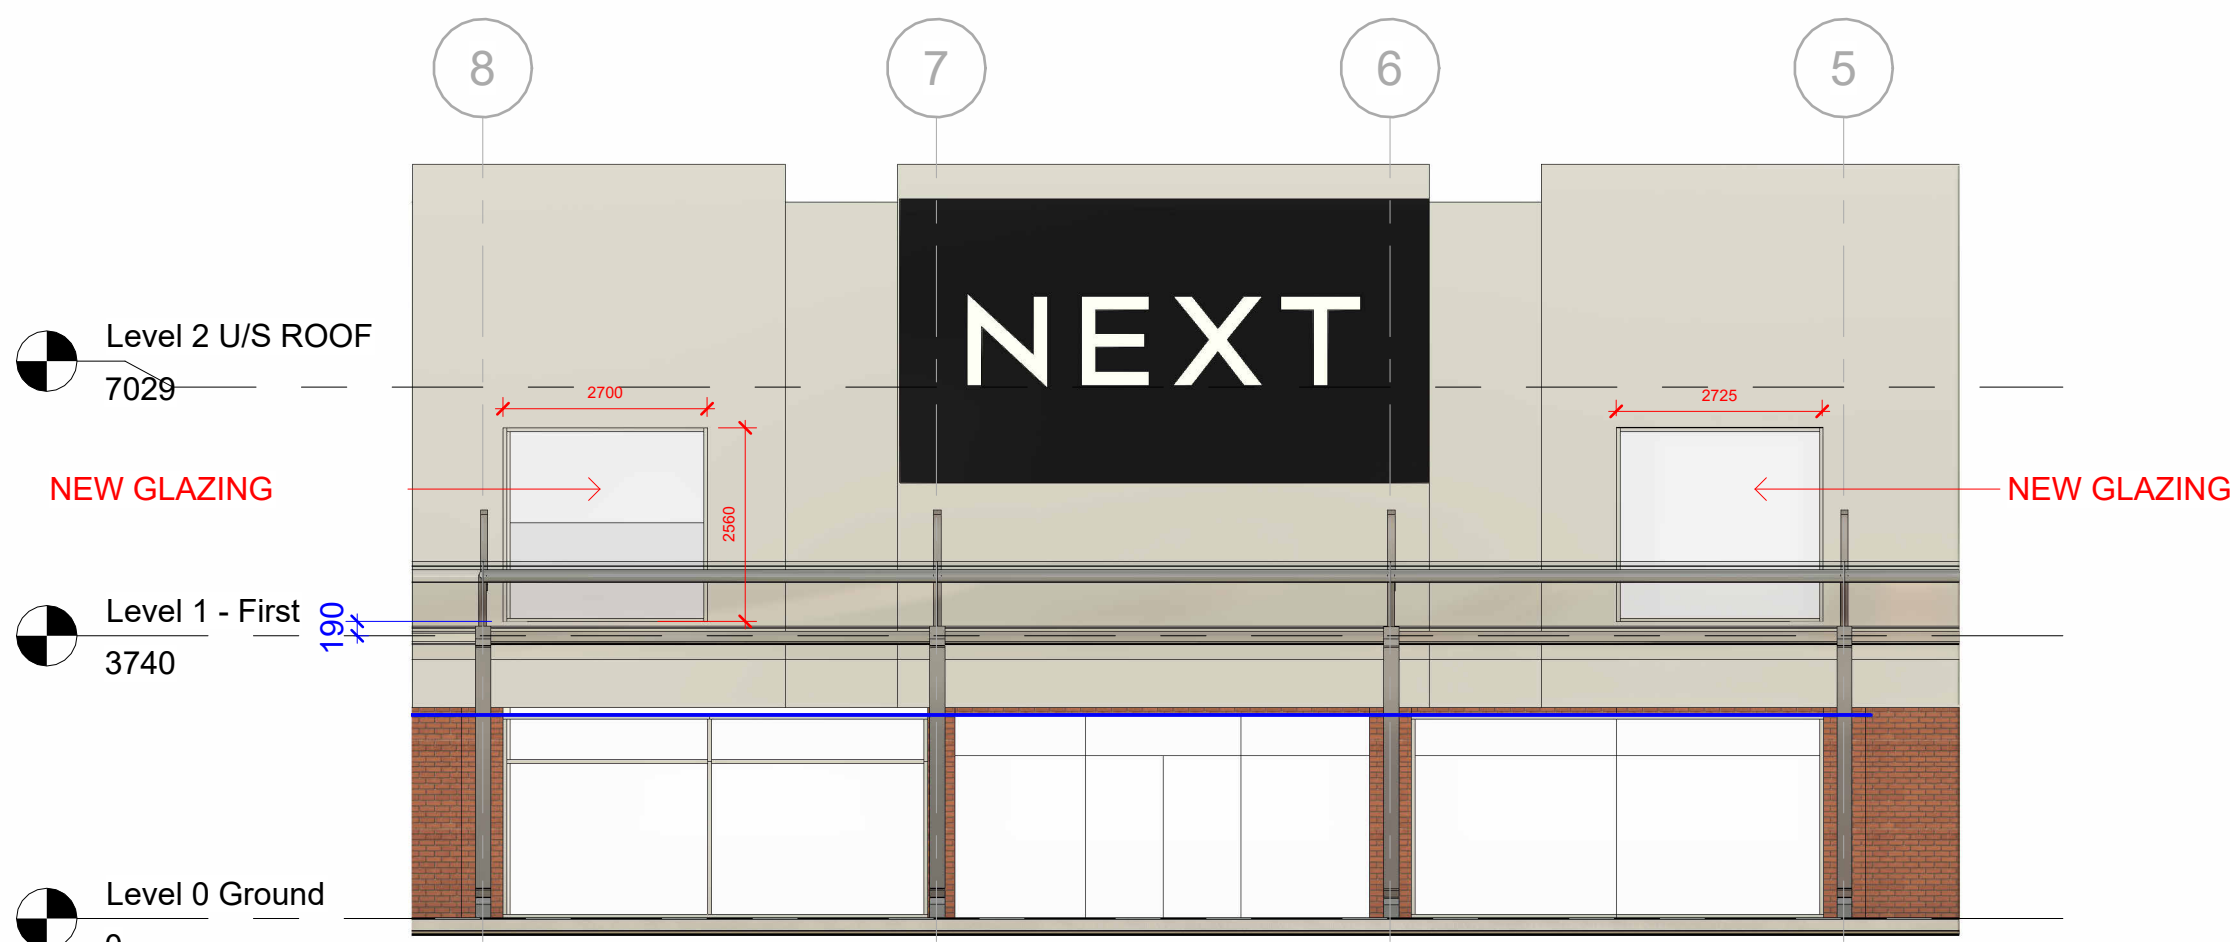 8
7
6
5
Level 2 U/S ROOF
7029
NEXT
2700
2725
NEW GLAZING
NEW GLAZING
2560
Level 1 - First
190
3740
Level 0 Ground
0